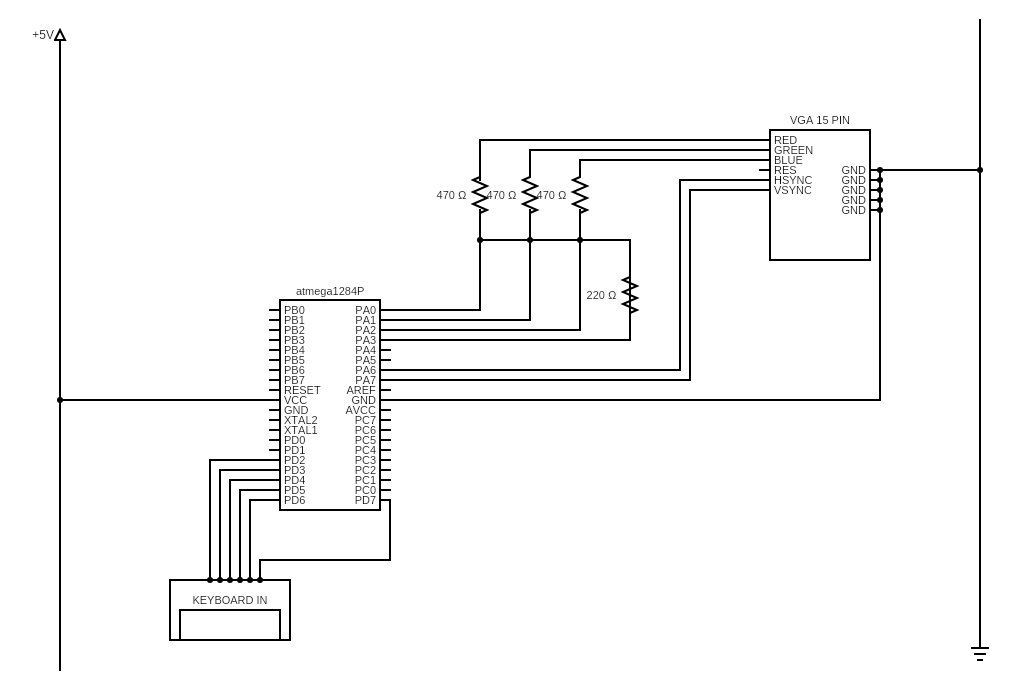 +5V
VGA 15 PIN
RED
GREEN
BLUE
RES GND
HSYNC GND
VSYNC GND
GND
GND
470 Ω 470 Ω 470 Ω
220 Ω
atmega1284P
PB0 PA0
PB1 PA1
PB2 PA2
PB3 PA3
PB4 PA4
PB5 PA5
PB6 PA6
PB7 PA7
RESET AREF
VCC GND
GND AVCC
XTAL2 PC7
XTAL1 PC6
PD0 PC5
PD1 PC4
PD2 PC3
PD3 PC2
PD4 PC1
PD5 PC0
PD6 PD7
KEYBOARD IN